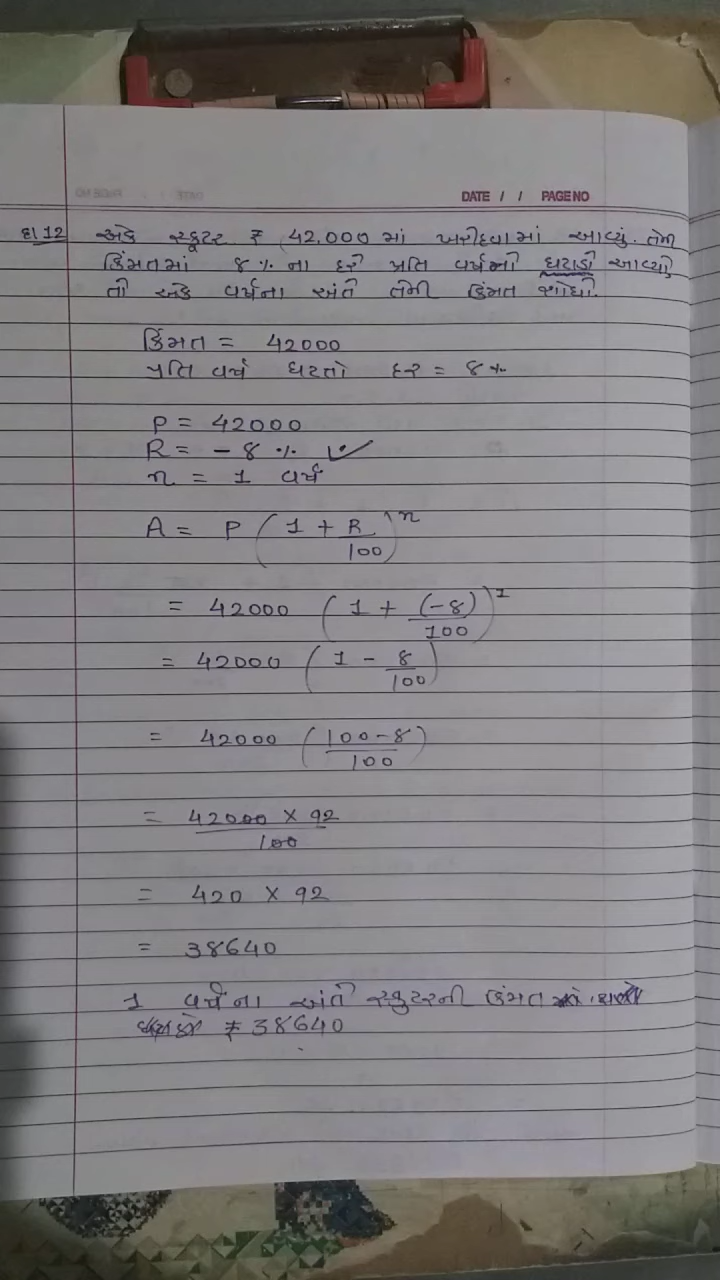 DATE / / PAGE NO
દા 12 એક સ્કૂટર ₹ 42,000 માં ખરીદવામાં આવ્યું. તેની
કિંમતમાં 8 % ના દરે પ્રતિ વર્ષથી ઘટાડો આવ્યો,
તો એક વર્ષના અંતે તેની કિંમત શોધો.
કિંમત = 42000
પ્રતિ વર્ષ ઘટતો દર = 8 %
P = 42000
R = - 8 % ✓
n = 1 વર્ષ
A = P ( 1 + R/100 )^n
= 42000 ( 1 + (-8)/100 )^1
= 42000 ( 1 - 8/100 )
= 42000 ( 100-8/100 )
= 42000 × 92/100
= 420 × 92
= 38640
1 વર્ષના અંતે સ્કુટરની કિંમત
₹ 38640